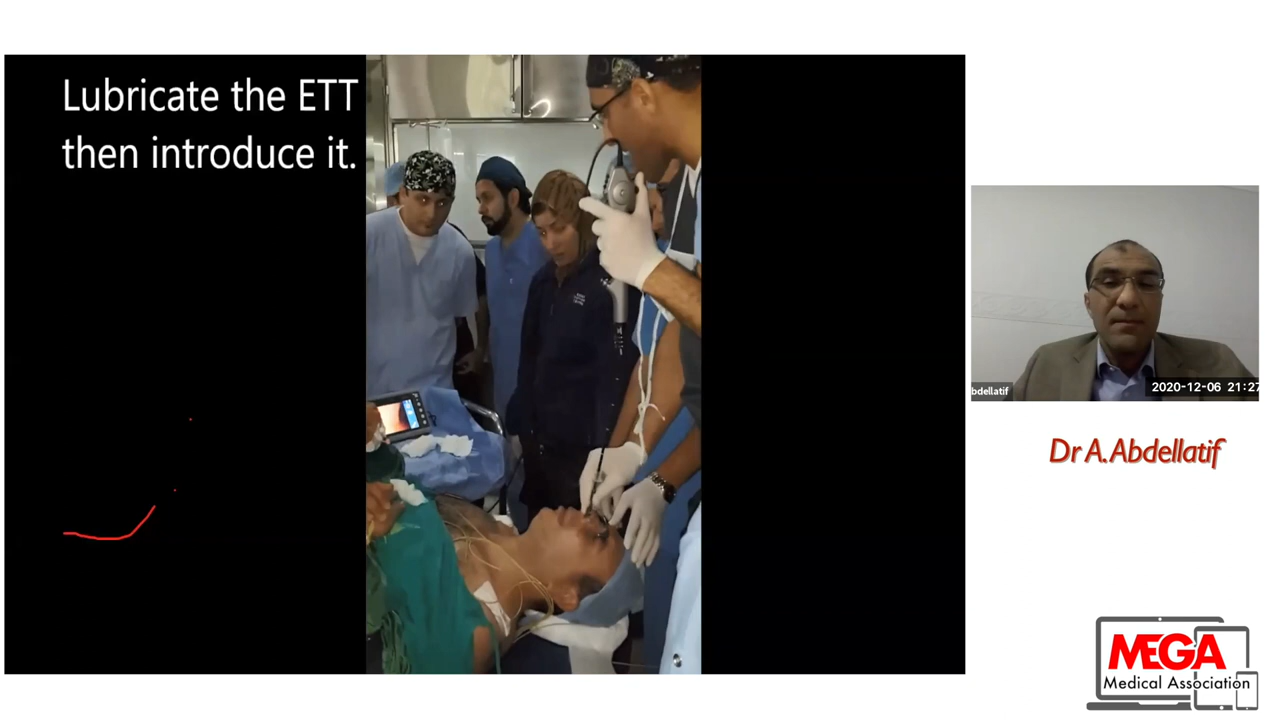 Lubricate the ETT
then introduce it.
bdellatif
2020-12-06 21:27
Dr A.Abdellatif
MEGA
Medical Association